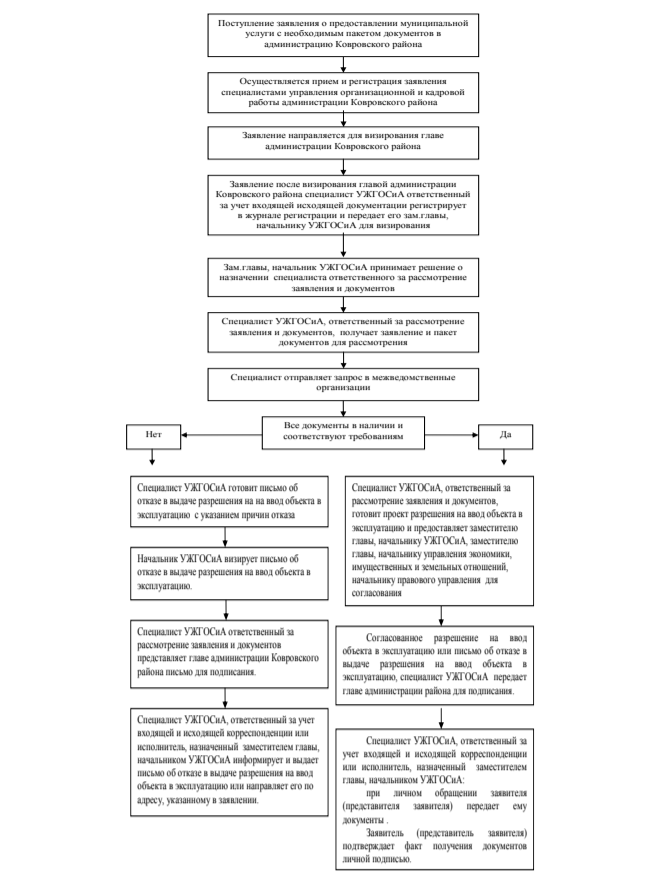 Поступление заявления о предоставлении муниципальной
услуги с необходимым пакетом документов в
администрацию Ковровского района
Осуществляется прием и регистрация заявления
специалистами управления организационной и кадровой
работы администрации Ковровского района
Заявление направляется для визирования главе
администрации Ковровского района
Заявление после визирования главой администрации
Ковровского района специалист УЖГОСиА ответственный
за учет входящей исходящей документации регистрирует
в журнале регистрации и передает его зам.главы,
начальнику УЖГОСиА для визирования
Зам.главы, начальник УЖГОСиА принимает решение о
назначении специалиста ответственного за рассмотрение
заявления и документов
Специалист УЖГОСиА, ответственный за рассмотрение
заявления и документов, получает заявление и пакет
документов для рассмотрения
Специалист отправляет запрос в межведомственные
организации
Все документы в наличии и
соответствуют требованиям
Нет
Да
Специалист УЖГОСиА готовит письмо об
отказе в выдаче разрешения на на ввод объекта в
эксплуатацию с указанием причин отказа
Начальник УЖГОСиА визирует письмо об
отказе в выдаче разрешения на ввод объекта в
эксплуатацию.
Специалист УЖГОСиА ответственный за
рассмотрение заявления и документов
представляет главе администрации Ковровского
района письмо для подписания.
Специалист УЖГОСиА, ответственный за учет
входящей и исходящей корреспонденции или
исполнитель, назначенный заместителем главы,
начальником УЖГОСиА информирует и выдает
письмо об отказе в выдаче разрешения на ввод
объекта в эксплуатацию или направляет его по
адресу, указанному в заявлении.
Специалист УЖГОСиА, ответственный за
рассмотрение заявления и документов,
готовит проект разрешения на ввод объекта в
эксплуатацию и предоставляет заместителю
главы, начальнику УЖГОСиА, заместителю
главы, начальнику управления экономики,
имущественных и земельных отношений,
начальнику правового управления для
согласования
Согласованное разрешение на ввод
объекта в эксплуатацию или письмо об отказе в
выдаче разрешения на ввод объекта в
эксплуатацию, специалист УЖГОСиА передает
главе администрации района для подписания.
Специалист УЖГОСиА, ответственный за
учет входящей и исходящей корреспонденции
или исполнитель, назначенный заместителем
главы, начальником УЖГОСиА:
при личном обращении заявителя
(представителя заявителя) передает ему
документы .
Заявитель (представитель заявителя)
подтверждает факт получения документов
личной подписью.